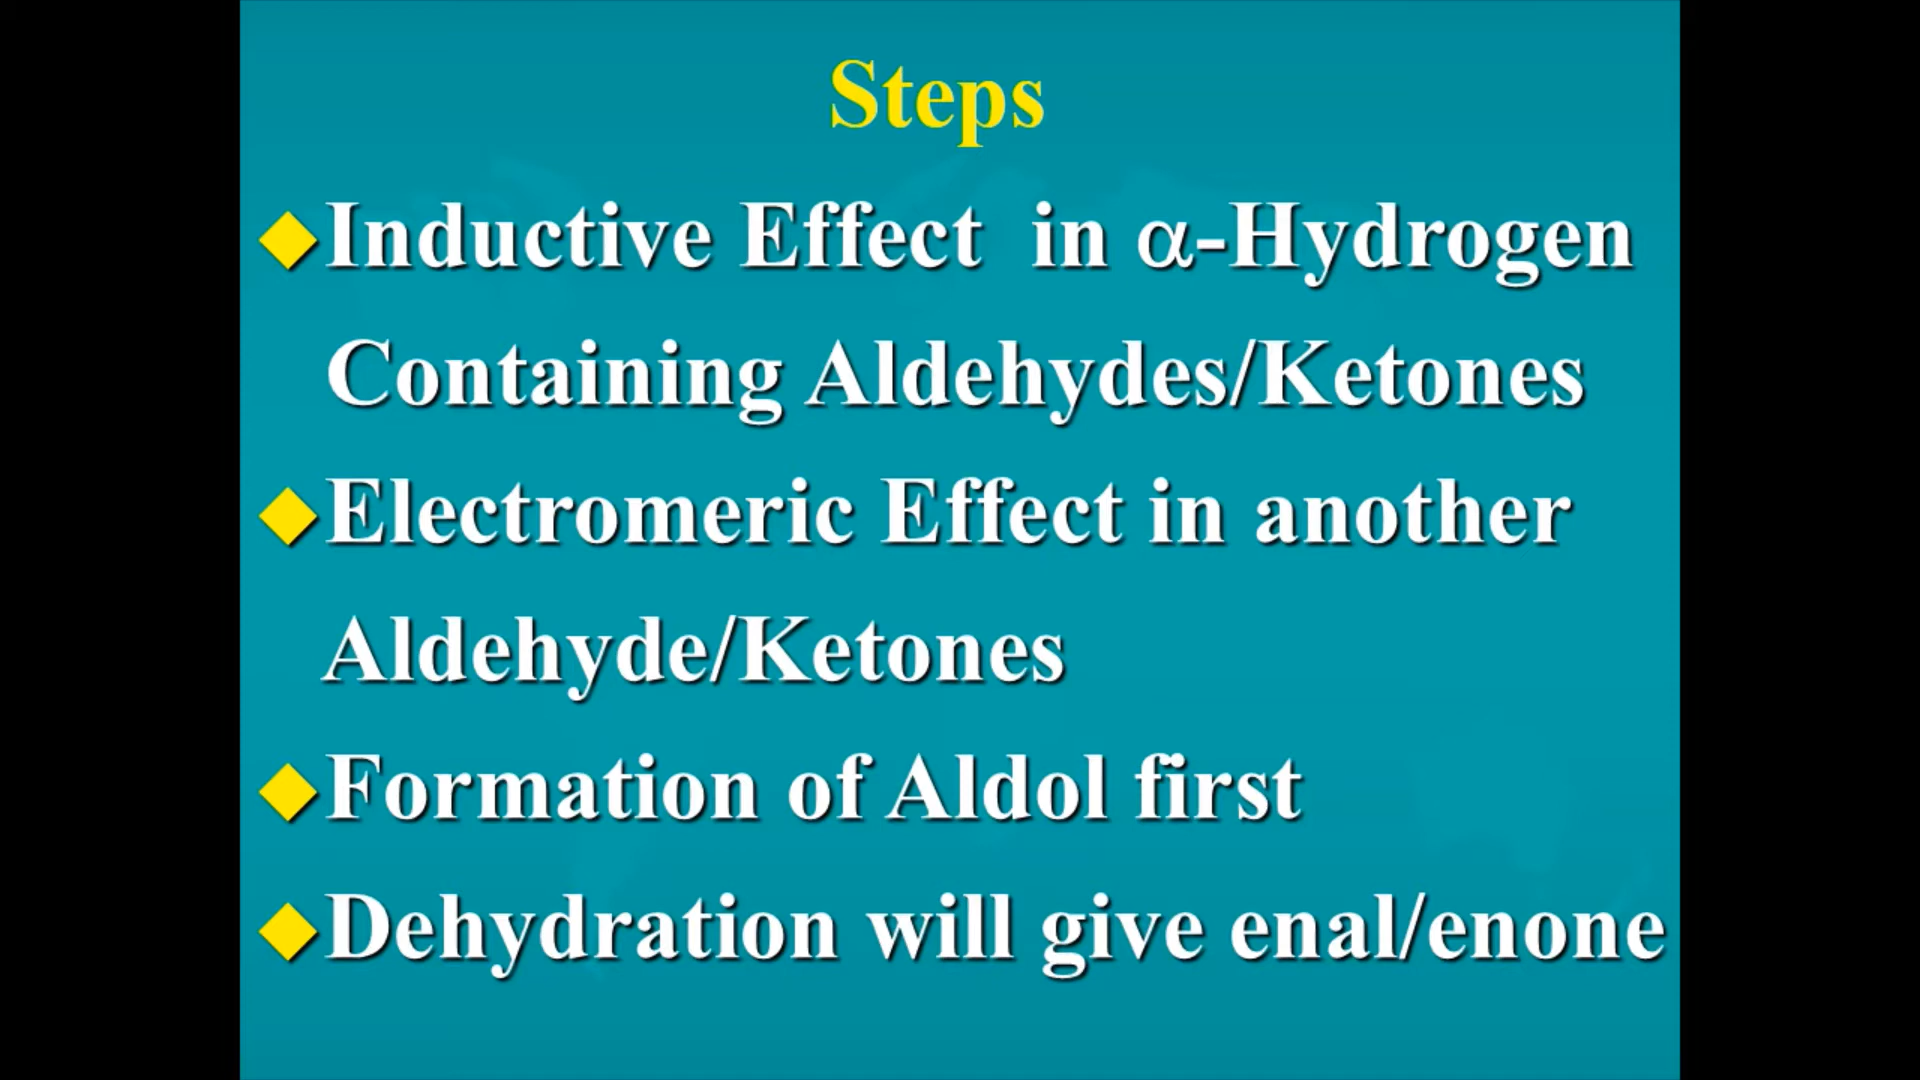 Steps
Inductive Effect in α-Hydrogen
Containing Aldehydes/Ketones
Electromeric Effect in another
Aldehyde/Ketones
Formation of Aldol first
Dehydration will give enal/enone